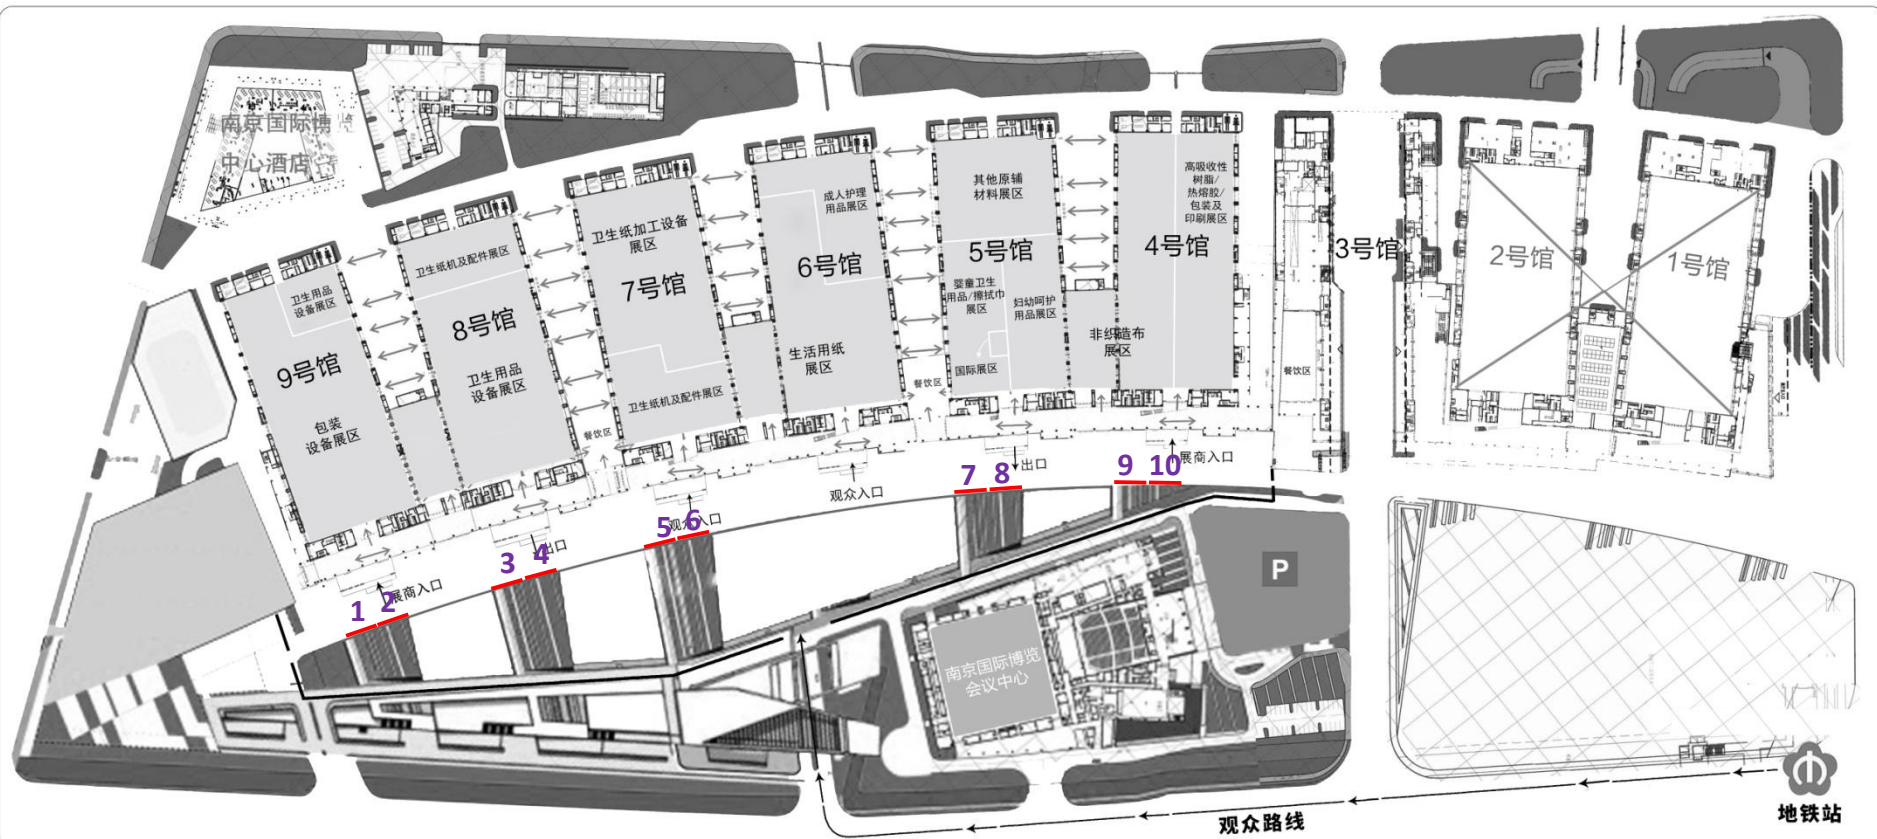 南京国际博览
中心酒店
卫生用品
设备展区
9号馆
包装
设备展区
卫生纸机及配件展区
8号馆
卫生用品
设备展区
卫生纸加工设备
展区
7号馆
卫生纸机及配件展区
餐饮区
成人护理
用品展区
6号馆
生活用纸
展区
其他原辅
材料展区
5号馆
婴童卫生
用品/擦拭巾
展区
妇幼呵护
用品展区
国际展区
餐饮区
高吸收性
树脂/
热熔胶/
包装及
印刷展区
4号馆
非织造布
展区
3号馆
餐饮区
2号馆
1号馆
1
2
展商入口
3
4
出口
5
6
观众入口
观众入口
7
8
出口
9
10
展商入口
P
南京国际博览
会议中心
观众路线
地铁站